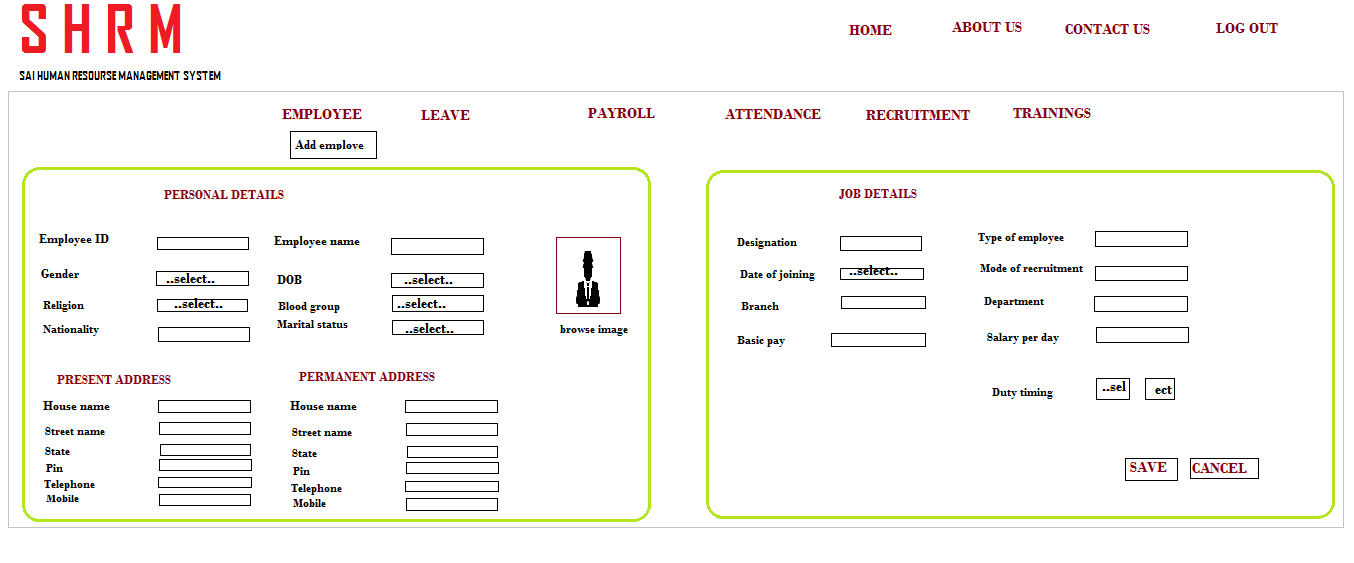 SHRM
SAI HUMAN RESOURSE MANAGEMENT SYSTEM
HOME ABOUT US CONTACT US LOG OUT
EMPLOYEE LEAVE PAYROLL ATTENDANCE RECRUITMENT TRAININGS
Add employe
PERSONAL DETAILS
Employee ID Employee name
Gender ..select.. DOB ..select..
Religion ..select.. Blood group ..select..
Nationality Marital status ..select..
browse image
PRESENT ADDRESS
House name
Street name
State
Pin
Telephone
Mobile
PERMANENT ADDRESS
House name
Street name
State
Pin
Telephone
Mobile
JOB DETAILS
Designation Type of employee
Date of joining ..select.. Mode of recruitment
Branch Department
Basic pay Salary per day
Duty timing ..sel ect
SAVE CANCEL